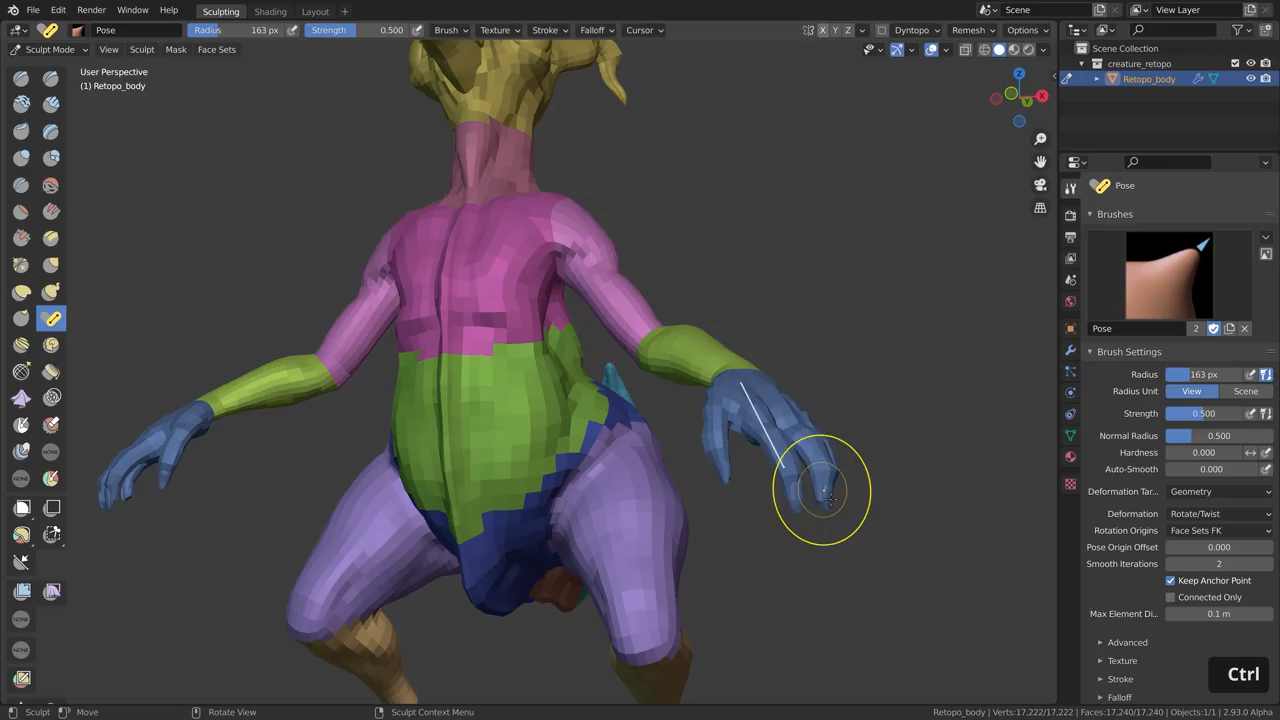 File Edit Render Window Help Sculpting Shading Layout + Scene View Layer
Pose Radius 163 px Strength 0.500 Brush Texture Stroke Falloff Cursor X Y Z Dyntopo Remesh Options
Sculpt Mode View Sculpt Mask Face Sets
User Perspective
(1) Retopo_body
Z
X
Y
Scene Collection
creature_retopo
Retopo_body
Pose
Brushes
Pose 2
Brush Settings
Radius 163 px
Radius Unit View Scene
Strength 0.500
Normal Radius 0.500
Hardness 0.000
Auto-Smooth 0.000
Deformation Tar... Geometry
Deformation Rotate/Twist
Rotation Origins Face Sets FK
Pose Origin Offset 0.000
Smooth Iterations 2
Keep Anchor Point
Connected Only
Max Element Di... 0.1 m
Advanced
Texture
Stroke
Falloff
NONE
NONE
NONE
NONE
NONE
Ctrl
Sculpt Move Rotate View Sculpt Context Menu Retopo_body | Verts:17,222/17,222 | Faces:17,240/17,240 | Objects:1/1 | 2.93.0 Alpha